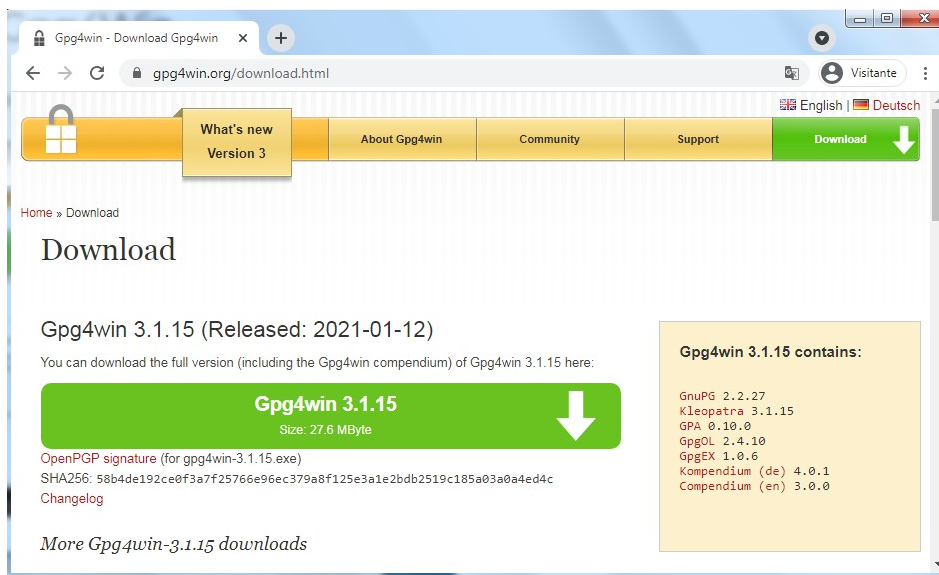 Gpg4win - Download Gpg4win
gpg4win.org/download.html
Visitante
English | Deutsch
What's new
Version 3
About Gpg4win
Community
Support
Download
Home » Download
Download
Gpg4win 3.1.15 (Released: 2021-01-12)
You can download the full version (including the Gpg4win compendium) of Gpg4win 3.1.15 here:
Gpg4win 3.1.15
Size: 27.6 MByte
OpenPGP signature (for gpg4win-3.1.15.exe)
SHA256: 58b4de192ce0f3a7f25766e96ec379a8f125e3a1e2bdb2519c185a03a0a4ed4c
Changelog
More Gpg4win-3.1.15 downloads
Gpg4win 3.1.15 contains:
GnuPG 2.2.27
Kleopatra 3.1.15
GPA 0.10.0
GpgOL 2.4.10
GpgEX 1.0.6
Kompendium (de) 4.0.1
Compendium (en) 3.0.0